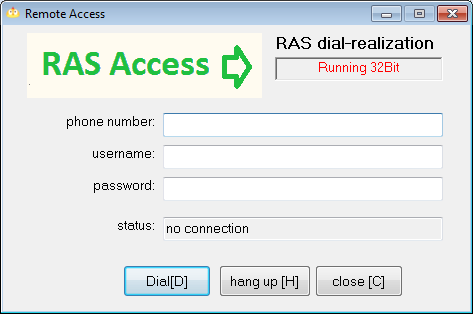 Remote Access
RAS Access
RAS dial-realization
Running 32Bit
phone number:
username:
password:
status:
no connection
Dial[D]
hang up [H]
close [C]